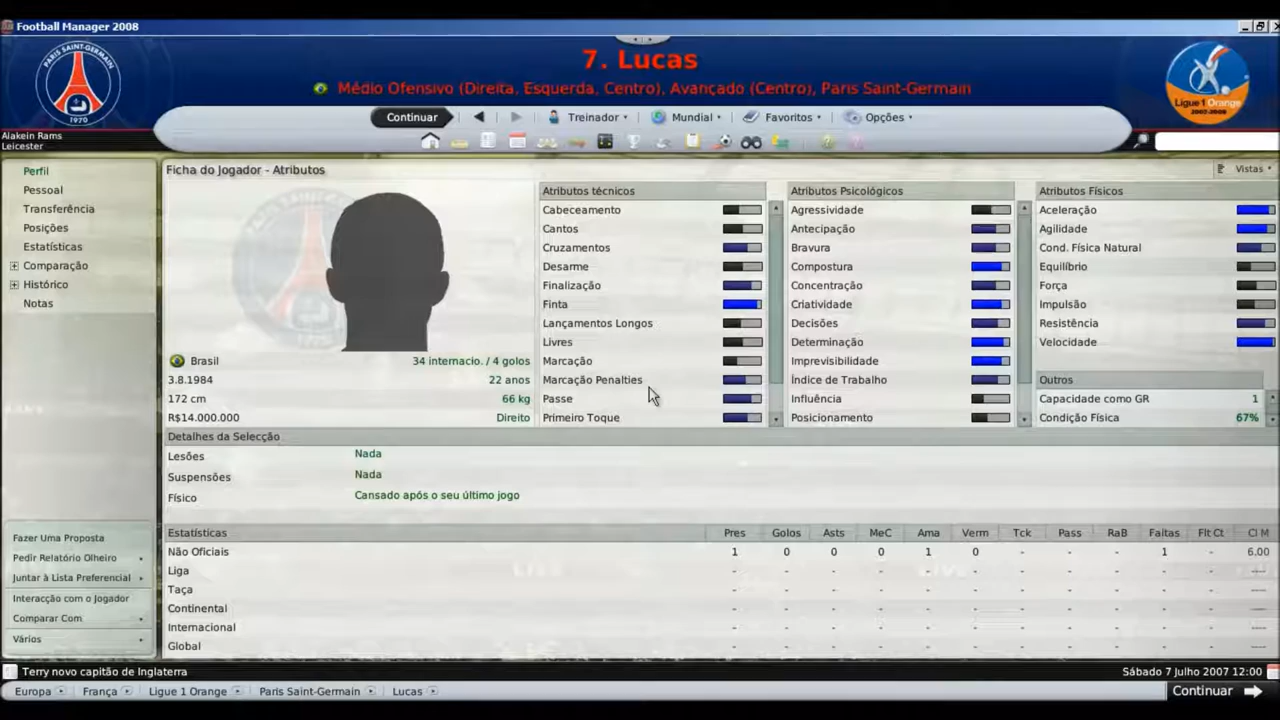 Football Manager 2008
PARIS SAINT-GERMAIN
1970
7. Lucas
Médio Ofensivo (Direita, Esquerda, Centro), Avançado (Centro), Paris Saint-Germain
Ligue 1 Orange
2007-2008
Continuar
Treinador
Mundial
Favoritos
Opções
Alakein Rams
Leicester
Perfil
Pessoal
Transferência
Posições
Estatísticas
Comparação
Histórico
Notas
Ficha do Jogador - Atributos
Vistas
Brasil
34 internacio. / 4 golos
3.8.1984
22 anos
172 cm
66 kg
R$14.000.000
Direito
Atributos técnicos
Cabeceamento
Cantos
Cruzamentos
Desarme
Finalização
Finta
Lançamentos Longos
Livres
Marcação
Marcação Penalties
Passe
Primeiro Toque
Atributos Psicológicos
Agressividade
Antecipação
Bravura
Compostura
Concentração
Criatividade
Decisões
Determinação
Imprevisibilidade
Índice de Trabalho
Influência
Posicionamento
Atributos Físicos
Aceleração
Agilidade
Cond. Física Natural
Equilíbrio
Força
Impulsão
Resistência
Velocidade
Outros
Capacidade como GR 1
Condição Física 67%
Detalhes da Selecção
Lesões Nada
Suspensões Nada
Físico Cansado após o seu último jogo
Estatísticas Pres Golos Asts MeC Ama Verm Tck Pass RaB Faltas Flt Ct Cl M
Não Oficiais 1 0 0 0 1 0 - - - 1 - 6.00
Liga - - - - - - - - - - - ----
Taça - - - - - - - - - - - ----
Continental - - - - - - - - - - - ----
Internacional - - - - - - - - - - - ----
Global - - - - - - - - - - - ----
Fazer Uma Proposta
Pedir Relatório Olheiro
Juntar à Lista Preferencial
Interacção com o Jogador
Comparar Com
Vários
Terry novo capitão de Inglaterra
Sábado 7 Julho 2007 12:00
Europa
França
Ligue 1 Orange
Paris Saint-Germain
Lucas
Continuar